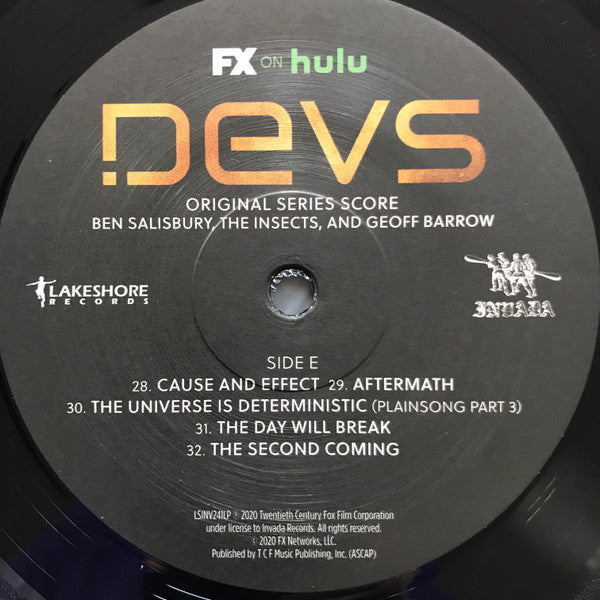 FX ON hulu
DEVS
ORIGINAL SERIES SCORE
BEN SALISBURY, THE INSECTS, AND GEOFF BARROW
LAKESHORE
RECORDS
INVADA
SIDE E
28. CAUSE AND EFFECT 29. AFTERMATH
30. THE UNIVERSE IS DETERMINISTIC (PLAINSONG PART 3)
31. THE DAY WILL BREAK
32. THE SECOND COMING
LSINV241LP ℗ 2020 Twentieth Century Fox Film Corporation
under license to Invada Records. All rights reserved.
© 2020 FX Networks, LLC.
Published by T C F Music Publishing, Inc. (ASCAP)